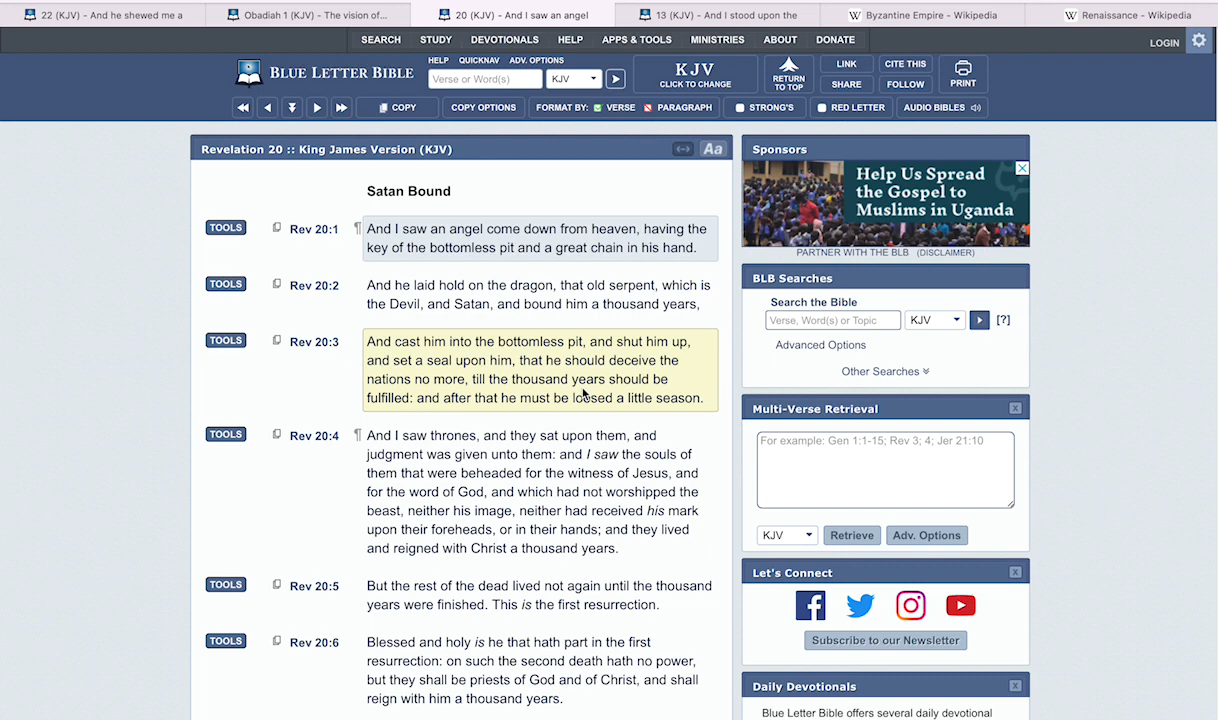 22 (KJV) - And he shewed me a
Obadiah 1 (KJV) - The vision of...
20 (KJV) - And I saw an angel
13 (KJV) - And I stood upon the
Byzantine Empire - Wikipedia
Renaissance - Wikipedia
SEARCH STUDY DEVOTIONALS HELP APPS & TOOLS MINISTRIES ABOUT DONATE
LOGIN
BLUE LETTER BIBLE
HELP QUICKNAV ADV. OPTIONS
Verse or Word(s)
KJV
KJV
CLICK TO CHANGE
RETURN
TO TOP
LINK
CITE THIS
SHARE
FOLLOW
PRINT
COPY
COPY OPTIONS
FORMAT BY: VERSE PARAGRAPH
STRONG'S
RED LETTER
AUDIO BIBLES
Revelation 20 :: King James Version (KJV)
Aa
Satan Bound
TOOLS Rev 20:1 ¶ And I saw an angel come down from heaven, having the
key of the bottomless pit and a great chain in his hand.
TOOLS Rev 20:2 And he laid hold on the dragon, that old serpent, which is
the Devil, and Satan, and bound him a thousand years,
TOOLS Rev 20:3 And cast him into the bottomless pit, and shut him up,
and set a seal upon him, that he should deceive the
nations no more, till the thousand years should be
fulfilled: and after that he must be loosed a little season.
TOOLS Rev 20:4 ¶ And I saw thrones, and they sat upon them, and
judgment was given unto them: and I saw the souls of
them that were beheaded for the witness of Jesus, and
for the word of God, and which had not worshipped the
beast, neither his image, neither had received his mark
upon their foreheads, or in their hands; and they lived
and reigned with Christ a thousand years.
TOOLS Rev 20:5 But the rest of the dead lived not again until the thousand
years were finished. This is the first resurrection.
TOOLS Rev 20:6 Blessed and holy is he that hath part in the first
resurrection: on such the second death hath no power,
but they shall be priests of God and of Christ, and shall
reign with him a thousand years.
Sponsors
Help Us Spread
the Gospel to
Muslims in Uganda
PARTNER WITH THE BLB (DISCLAIMER)
BLB Searches
Search the Bible
Verse, Word(s) or Topic
KJV
[?]
Advanced Options
Other Searches
Multi-Verse Retrieval
x
For example: Gen 1:1-15; Rev 3; 4; Jer 21:10
KJV
Retrieve
Adv. Options
Let's Connect
x
Subscribe to our Newsletter
Daily Devotionals
x
Blue Letter Bible offers several daily devotional